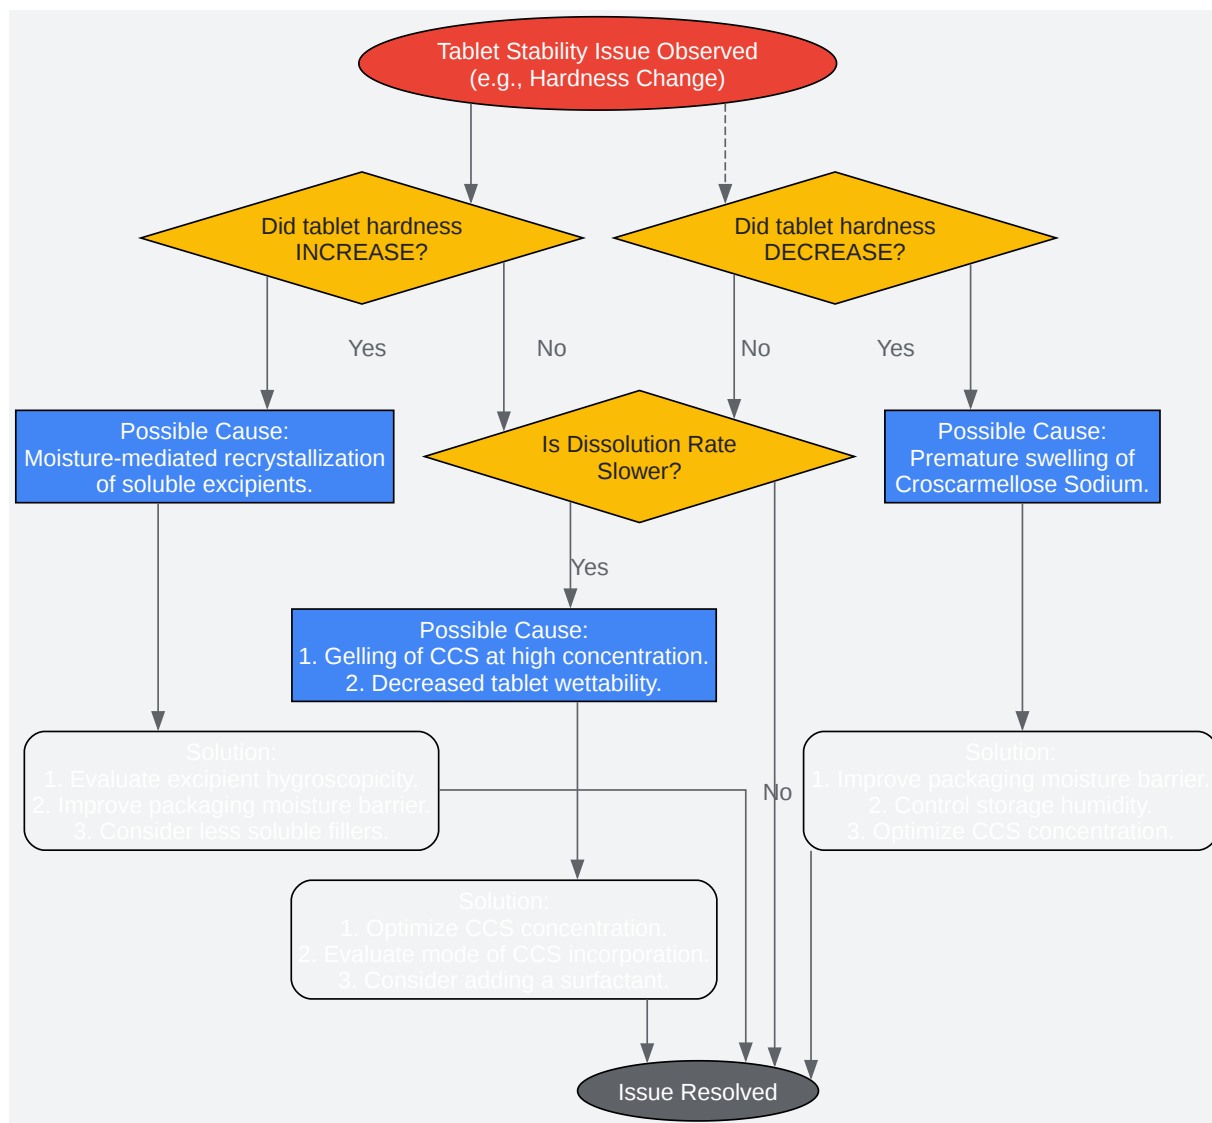 Tablet Stability Issue Observed
(e.g., Hardness Change)
Did tablet hardness
INCREASE?
Did tablet hardness
DECREASE?
Yes
No
No
Yes
Possible Cause:
Moisture-mediated recrystallization
of soluble excipients.
Is Dissolution Rate
Slower?
Possible Cause:
Premature swelling of
Croscarmellose Sodium.
Yes
Possible Cause:
1. Gelling of CCS at high concentration.
2. Decreased tablet wettability.
Solution:
1. Evaluate excipient hygroscopicity.
2. Improve packaging moisture barrier.
3. Consider less soluble fillers.
No
Solution:
1. Improve packaging moisture barrier.
2. Control storage humidity.
3. Optimize CCS concentration.
Solution:
1. Optimize CCS concentration.
2. Evaluate mode of CCS incorporation.
3. Consider adding a surfactant.
Issue Resolved